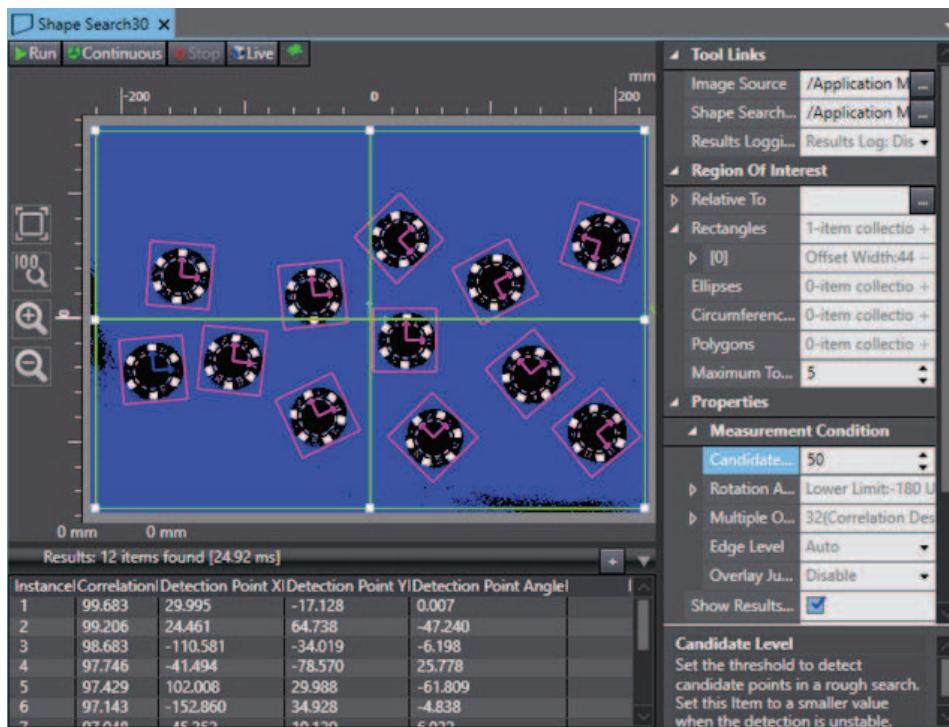 Shape Search30 ×
Run Continuous Stop Live
mm
-200 0 200
0
0 mm 0 mm
100
Results: 12 items found [24.92 ms]
Instance Correlation Detection Point X Detection Point Y Detection Point Angle
1 99.683 29.995 -17.128 0.007
2 99.206 24.461 64.738 -47.240
3 98.683 -110.581 -34.019 -6.198
4 97.746 -41.494 -78.570 25.778
5 97.429 102.008 29.988 -61.809
6 97.143 -152.860 34.928 -4.838
Tool Links
Image Source /Application M ...
Shape Search... /Application M ...
Results Loggi... Results Log: Dis
Region Of Interest
Relative To ...
Rectangles 1-item collectio +
[0] Offset Width:44 −
Ellipses 0-item collectio +
Circumferenc... 0-item collectio +
Polygons 0-item collectio +
Maximum To... 5
Properties
Measurement Condition
Candidate... 50
Rotation A... Lower Limit:-180 U
Multiple O... 32(Correlation Des
Edge Level Auto
Overlay Ju... Disable
Show Results...
Candidate Level
Set the threshold to detect
candidate points in a rough search.
Set this Item to a smaller value
when the detection is unstable.